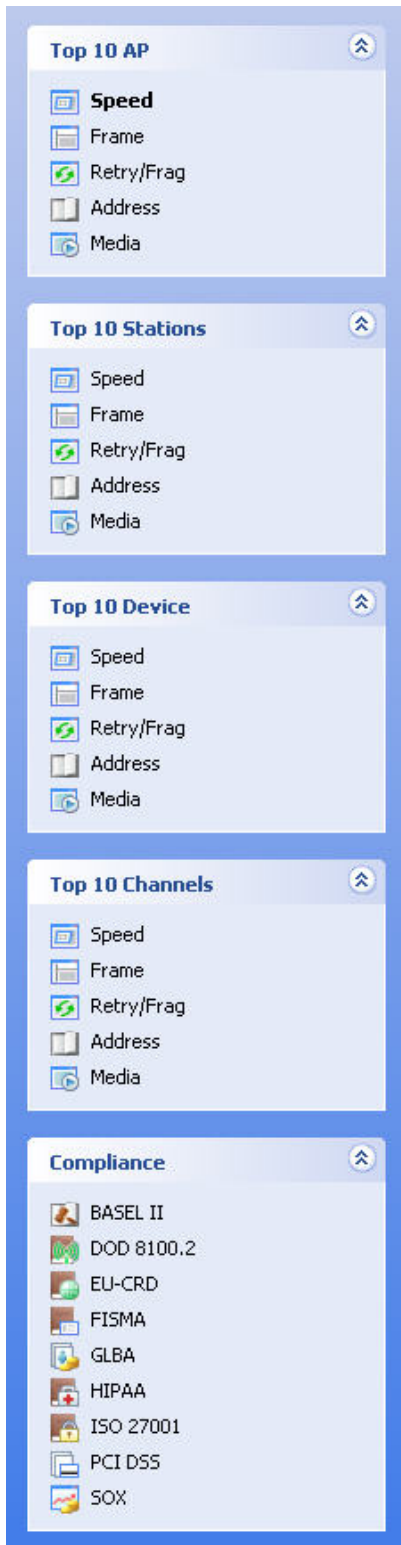 Top 10 AP
Speed
Frame
Retry/Frag
Address
Media
Top 10 Stations
Speed
Frame
Retry/Frag
Address
Media
Top 10 Device
Speed
Frame
Retry/Frag
Address
Media
Top 10 Channels
Speed
Frame
Retry/Frag
Address
Media
Compliance
BASEL II
DOD 8100.2
EU-CRD
FISMA
GLBA
HIPAA
ISO 27001
PCI DSS
SOX